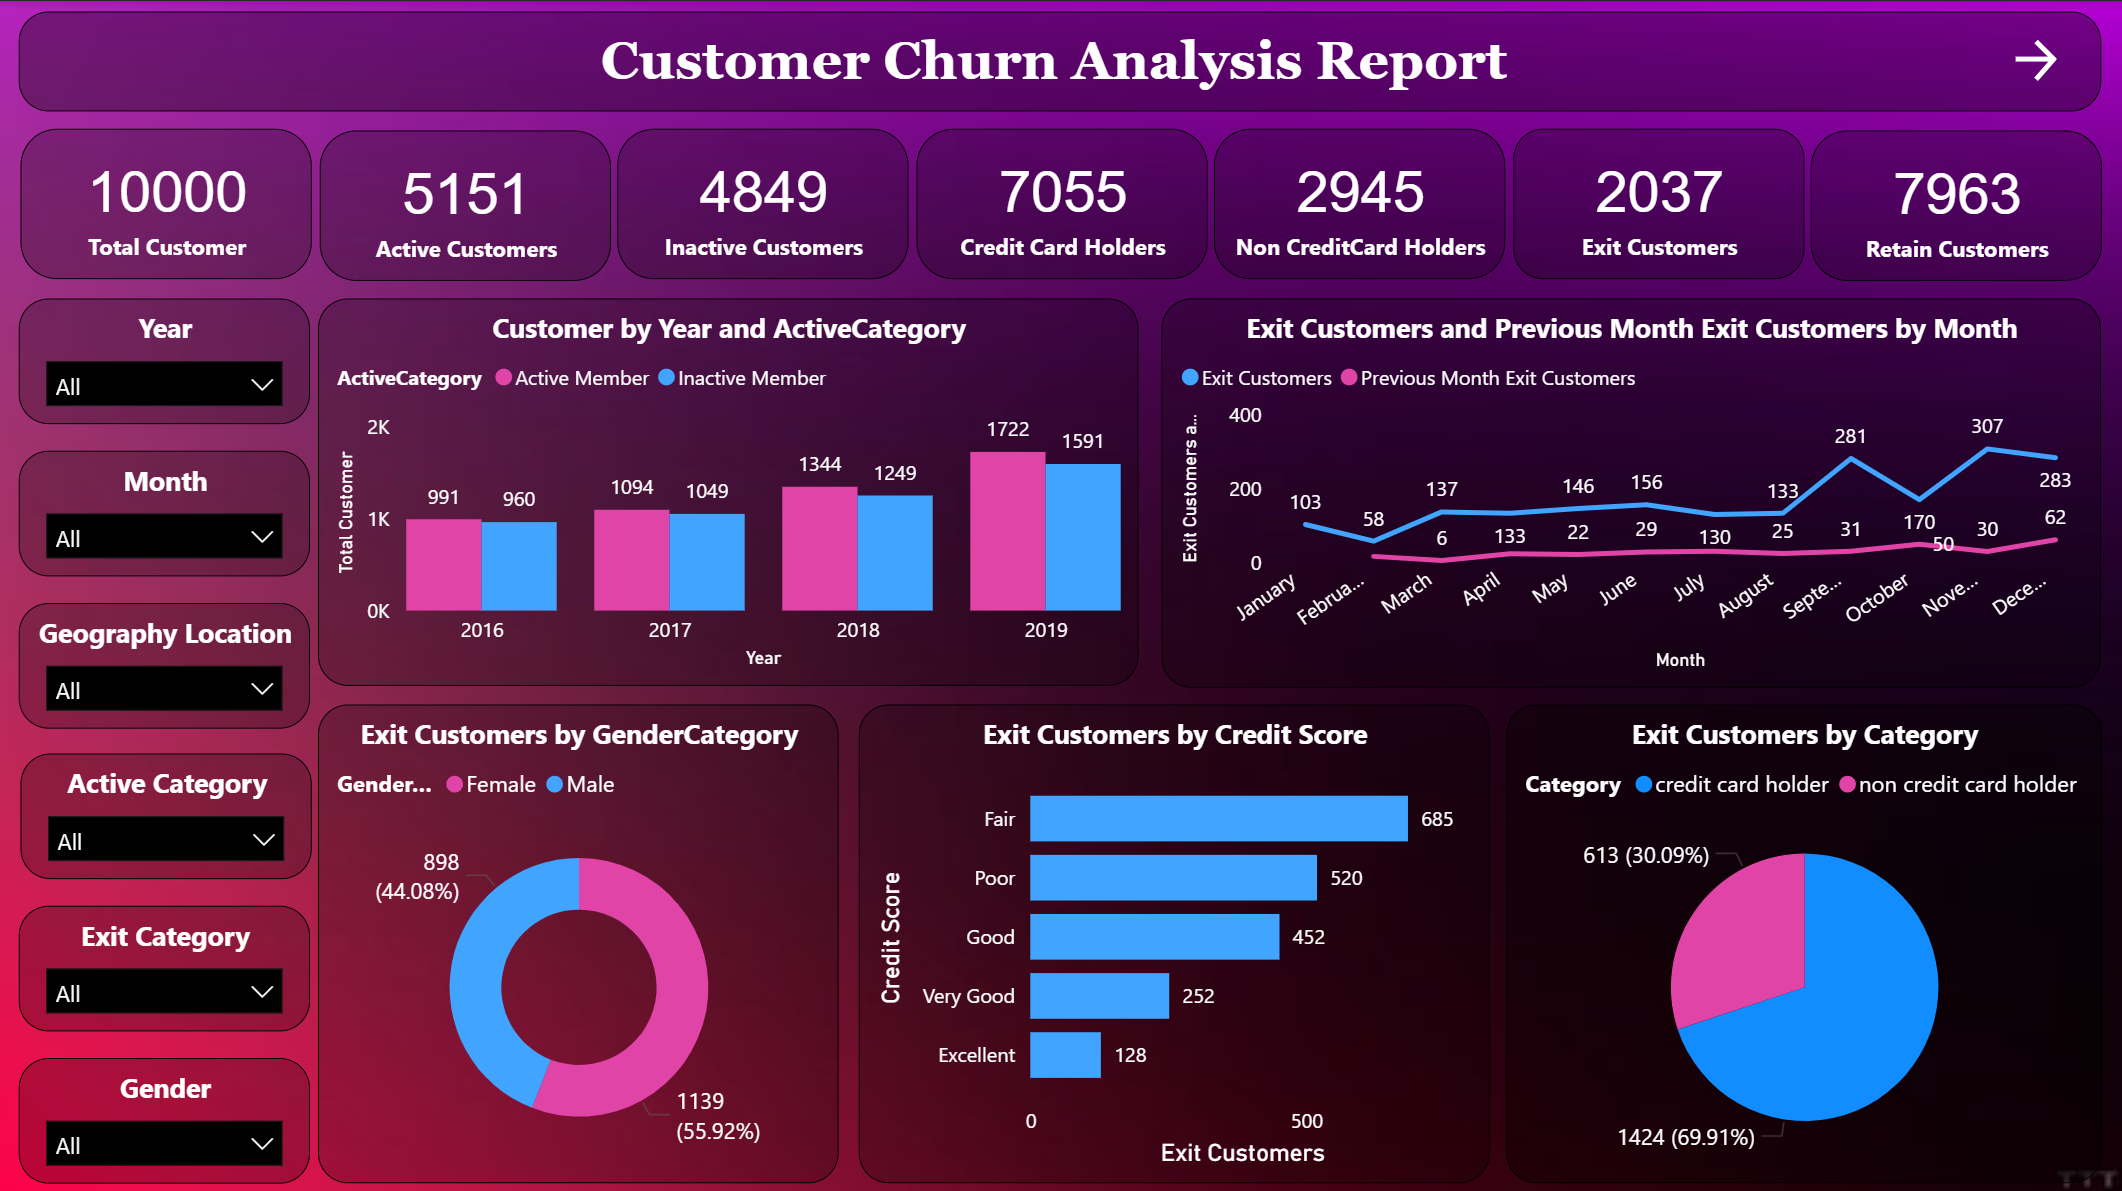 Customer Churn Analysis Report
10000
Total Customer
5151
Active Customers
4849
Inactive Customers
7055
Credit Card Holders
2945
Non CreditCard Holders
2037
Exit Customers
7963
Retain Customers
Year
All
Month
All
Geography Location
All
Active Category
All
Exit Category
All
Gender
All
Customer by Year and ActiveCategory
ActiveCategory Active Member Inactive Member
Total Customer
2K
1K
0K
991 960 1094 1049 1344 1249 1722 1591
2016 2017 2018 2019
Year
Exit Customers and Previous Month Exit Customers by Month
Exit Customers Previous Month Exit Customers
Exit Customers a...
400
200
0
103 58 137 133 146 156 130 133 281 170 307 283
6 22 29 25 31 50 30 62
January Februa... March April May June July August Septe... October Nove... Dece...
Month
Exit Customers by GenderCategory
Gender... Female Male
898
(44.08%)
1139
(55.92%)
Exit Customers by Credit Score
Credit Score
Fair 685
Poor 520
Good 452
Very Good 252
Excellent 128
0 500
Exit Customers
Exit Customers by Category
Category credit card holder non credit card holder
613 (30.09%)
1424 (69.91%)